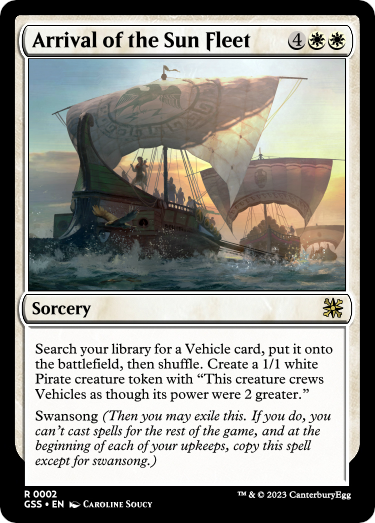 Arrival of the Sun Fleet 4
Sorcery
Search your library for a Vehicle card, put it onto
the battlefield, then shuffle. Create a 1/1 white
Pirate creature token with “This creature crews
Vehicles as though its power were 2 greater.”
Swansong (Then you may exile this. If you do, you
can't cast spells for the rest of the game, and at the
beginning of each of your upkeeps, copy this spell
except for swansong.)
R 0002
GSS • EN Caroline Soucy
™ & © 2023 CanterburyEgg